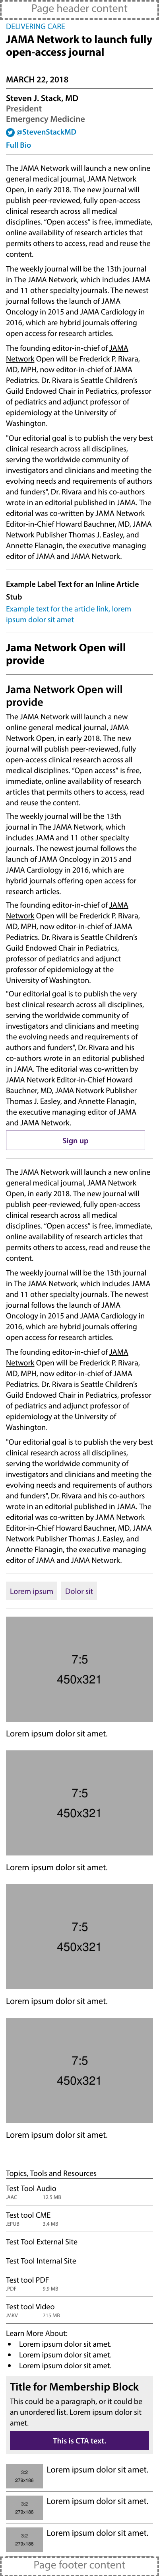 Page header content
DELIVERING CARE
JAMA Network to launch fully
open-access journal
MARCH 22, 2018
Steven J. Stack, MD
President
Emergency Medicine
@StevenStackMD
Full Bio
The JAMA Network will launch a new online
general medical journal, JAMA Network
Open, in early 2018. The new journal will
publish peer-reviewed, fully open-access
clinical research across all medical
disciplines. “Open access” is free, immediate,
online availability of research articles that
permits others to access, to read and reuse the
content.
The weekly journal will be the 13th journal
in The JAMA Network, which includes JAMA
and 11 other specialty journals. The newest
journal follows the launch of JAMA
Oncology in 2015 and JAMA Cardiology in
2016, which are hybrid journals offering
open access for research articles.
The founding editor-in-chief of JAMA
Network Open will be Frederick P. Rivara,
MD, MPH, now editor-in-chief of JAMA
Pediatrics. Dr. Rivara is Seattle Children’s
Guild Endowed Chair in Pediatrics, professor
of pediatrics and adjunct professor of
epidemiology at the University of
Washington.
“Our editorial goal is to publish the very best
clinical research across all disciplines,
serving the worldwide community of
investigators and clinicians and meeting the
evolving needs and requirements of authors
and funders”, Dr. Rivara and his co-authors
wrote in an editorial published in JAMA. The
editorial was co-written by JAMA Network
Editor-in-Chief Howard Bauchner, MD, JAMA
Network Publisher Thomas J. Easley, and
Annette Flanagin, the executive managing
editor of JAMA and JAMA Network.
Example Label Text for an Inline Article
Stub
Example text for the article link, lorem
ipsum dolor sit amet
Jama Network Open will
provide
Jama Network Open will
provide
The JAMA Network will launch a new
online general medical journal, JAMA
Network Open, in early 2018. The new
journal will publish peer-reviewed, fully
open-access clinical research across all
medical disciplines. “Open access” is free,
immediate, online availability of research
articles that permits others to access, read
and reuse the content.
The weekly journal will be the 13th
journal in The JAMA Network, which
includes JAMA and 11 other specialty
journals. The newest journal follows the
launch of JAMA Oncology in 2015 and
JAMA Cardiology in 2016, which are
hybrid journals offering open access for
research articles.
The founding editor-in-chief of JAMA
Network Open will be Frederick P. Rivara,
MD, MPH, now editor-in-chief of JAMA
Pediatrics. Dr. Rivara is Seattle Children’s
Guild Endowed Chair in Pediatrics,
professor of pediatrics and adjunct
professor of epidemiology at the
University of Washington.
“Our editorial goal is to publish the very
best clinical research across all disciplines,
serving the worldwide community of
investigators and clinicians and meeting
the evolving needs and requirements of
authors and funders”, Dr. Rivara and his
co-authors wrote in an editorial published
in JAMA. The editorial was co-written by
JAMA Network Editor-in-Chief Howard
Bauchner, MD, JAMA Network Publisher
Thomas J. Easley, and Annette Flanagin,
the executive managing editor of JAMA
and JAMA Network.
Sign up
The JAMA Network will launch a new online
general medical journal, JAMA Network
Open, in early 2018. The new journal will
publish peer-reviewed, fully open-access
clinical research across all medical
disciplines. “Open access” is free, immediate,
online availability of research articles that
permits others to access, to read and reuse the
content.
The weekly journal will be the 13th journal
in The JAMA Network, which includes JAMA
and 11 other specialty journals. The newest
journal follows the launch of JAMA
Oncology in 2015 and JAMA Cardiology in
2016, which are hybrid journals offering
open access for research articles.
The founding editor-in-chief of JAMA
Network Open will be Frederick P. Rivara,
MD, MPH, now editor-in-chief of JAMA
Pediatrics. Dr. Rivara is Seattle Children’s
Guild Endowed Chair in Pediatrics, professor
of pediatrics and adjunct professor of
epidemiology at the University of
Washington.
“Our editorial goal is to publish the very best
clinical research across all disciplines,
serving the worldwide community of
investigators and clinicians and meeting the
evolving needs and requirements of authors
and funders”, Dr. Rivara and his co-authors
wrote in an editorial published in JAMA. The
editorial was co-written by JAMA Network
Editor-in-Chief Howard Bauchner, MD, JAMA
Network Publisher Thomas J. Easley, and
Annette Flanagin, the executive managing
editor of JAMA and JAMA Network.
Lorem ipsum Dolor sit
7:5
450x321
Lorem ipsum dolor sit amet.
7:5
450x321
Lorem ipsum dolor sit amet.
7:5
450x321
Lorem ipsum dolor sit amet.
7:5
450x321
Lorem ipsum dolor sit amet.
Topics, Tools and Resources
Test Tool Audio
.AAC 12.5 MB
Test tool CME
.EPUB 3.4 MB
Test Tool External Site
Test Tool Internal Site
Test tool PDF
.PDF 9.9 MB
Test tool Video
.MKV 715 MB
Learn More About:
• Lorem ipsum dolor sit amet.
• Lorem ipsum dolor sit amet.
• Lorem ipsum dolor sit amet.
Title for Membership Block
This could be a paragraph, or it could be
an unordered list. Lorem ipsum dolor sit
amet.
This is CTA text.
3:2
279x186
Lorem ipsum dolor sit amet.
3:2
279x186
Lorem ipsum dolor sit amet.
3:2
279x186
Lorem ipsum dolor sit amet.
Page footer content